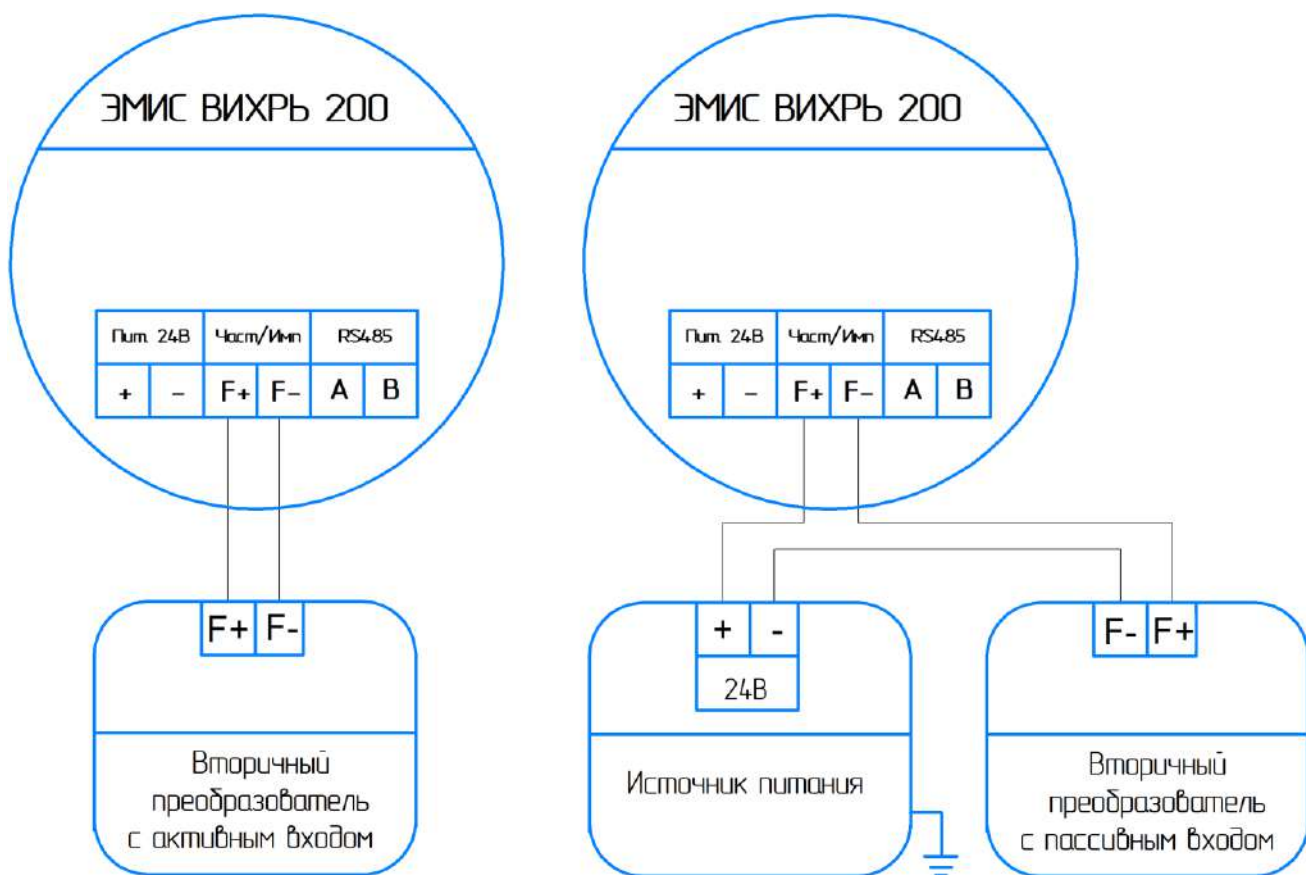 ЭМИС ВИХРЬ 200
Пит. 24В Част/Имп RS485
+ - F+ F- A B
F+ F-
Вторичный
преобразователь
с активным входом
ЭМИС ВИХРЬ 200
Пит. 24В Част/Имп RS485
+ - F+ F- A B
+ -
24В
Источник питания
F- F+
Вторичный
преобразователь
с пассивным входом